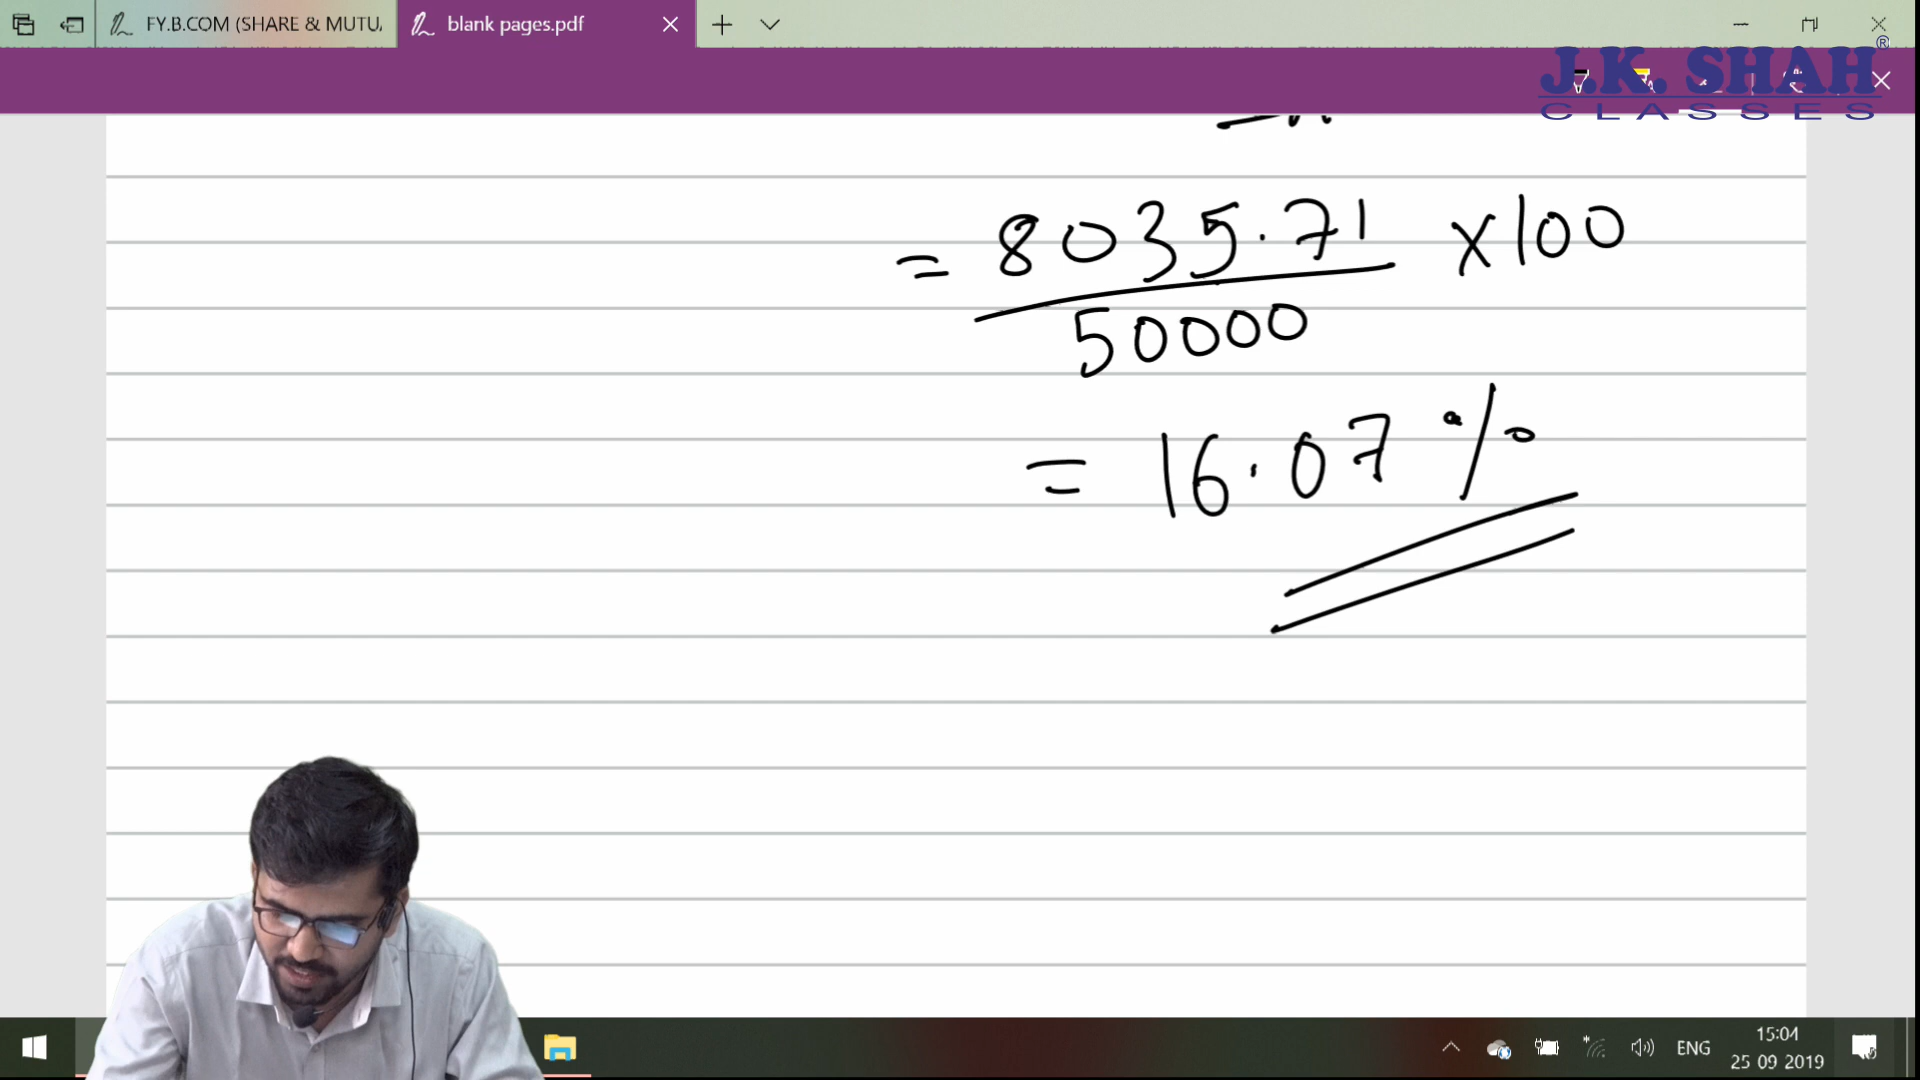 FY.B.COM (SHARE & MUTU
blank pages.pdf
J.K. SHAH®
CLASSES
= 8035.71 x100
50000
= 16.07 %
ENG
15:04
25-09-2019